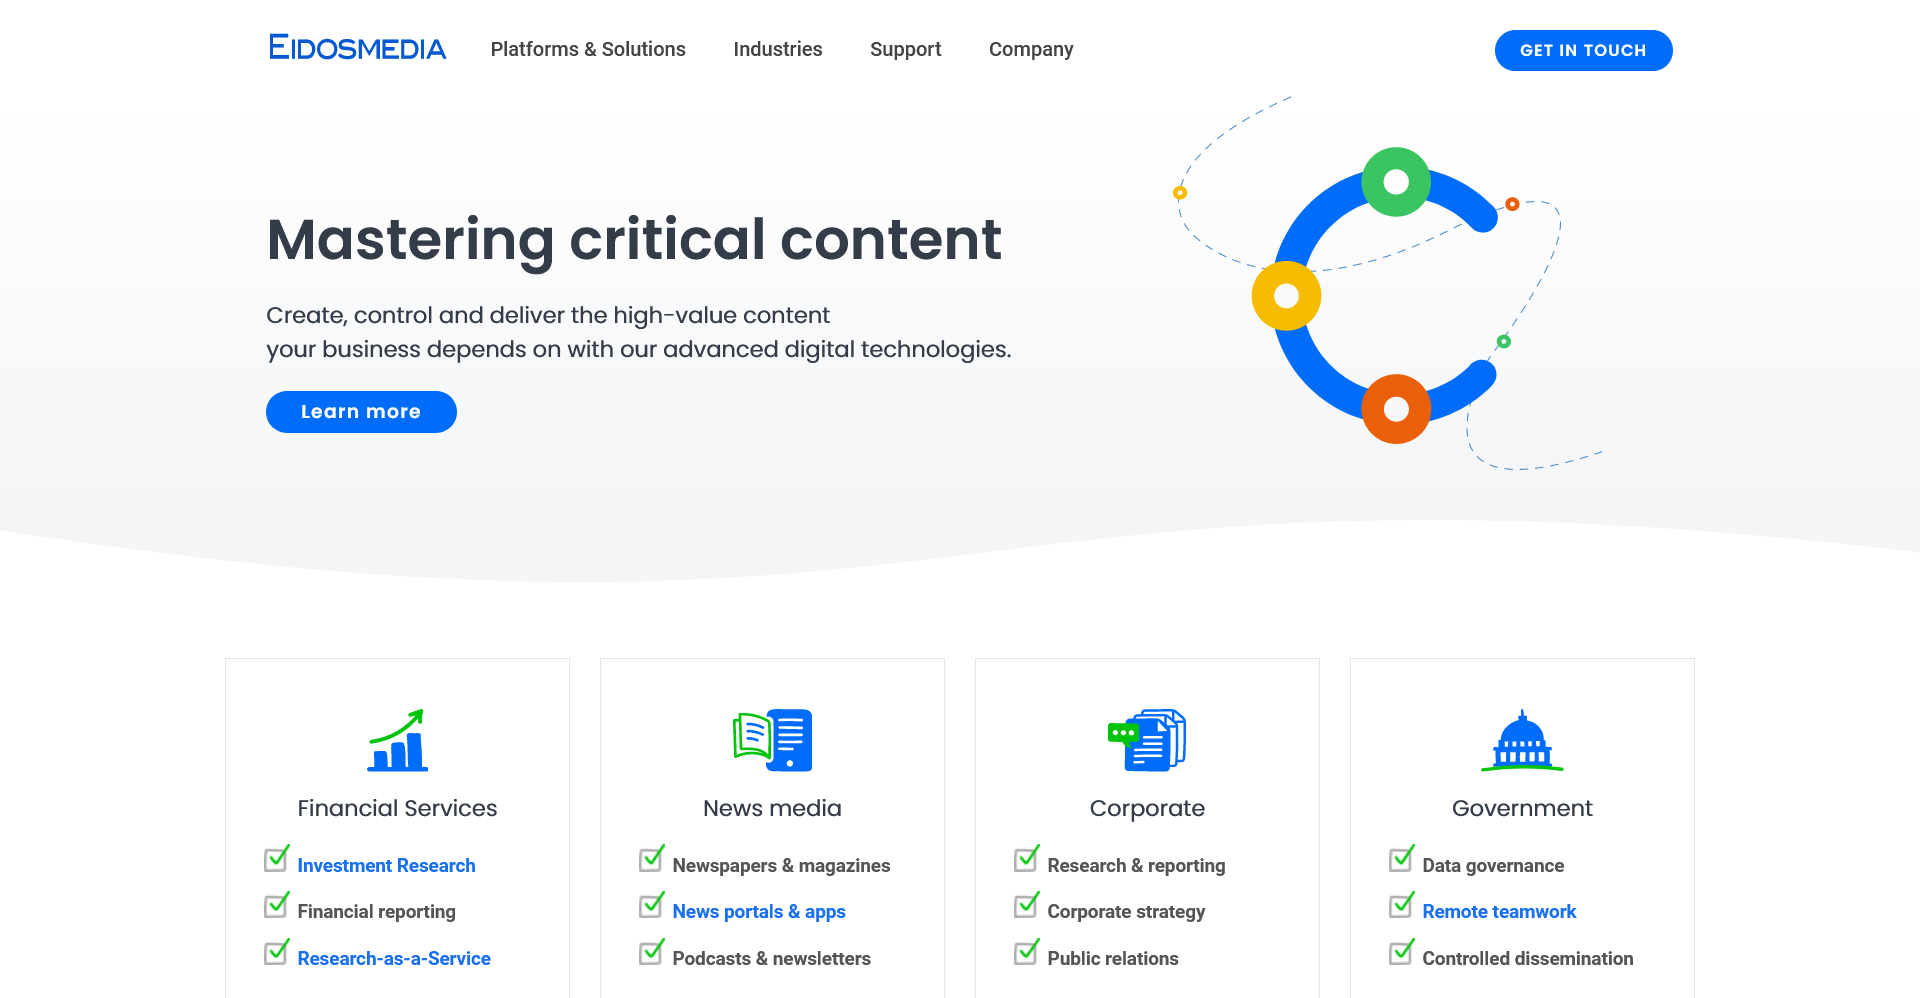 EIDOSMEDIA
Platforms & Solutions
Industries
Support
Company
GET IN TOUCH
Mastering critical content
Create, control and deliver the high-value content
your business depends on with our advanced digital technologies.
Learn more
Financial Services
Investment Research
Financial reporting
Research-as-a-Service
News media
Newspapers & magazines
News portals & apps
Podcasts & newsletters
Corporate
Research & reporting
Corporate strategy
Public relations
Government
Data governance
Remote teamwork
Controlled dissemination